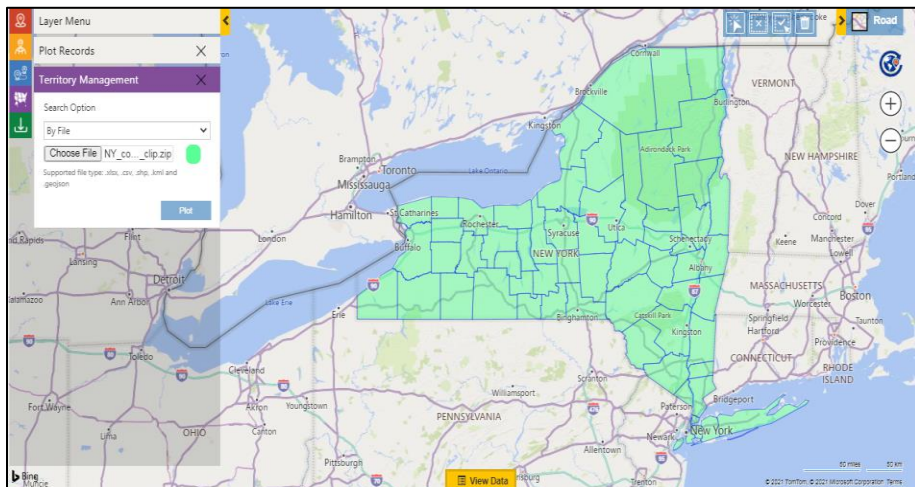 Layer Menu
Plot Records
Territory Management
Search Option
By File
Choose File NY_co..._clip.zip
Supported file type: .xlsx, .csv, .shp, .kml and
.geojson
Plot
Road
Cornwall
Brockville
Kingston
Burlington
VERMONT
Adirondack Park
NEW HAMPSHIRE
Portland
Brampton
Toronto
Mississauga
Lake Ontario
Hamilton
St Catharines
Rochester
Syracuse
Utica
Buffalo
NEW YORK
Schenectady
Albany
Dover
Concord
Keene
Manchester
Lowell
MASSACHUSETTS
Worcester
Boston
Springfield
Hartford
Taunton
Providence
CONNECTICUT
RHODE
ISLAND
London
Flint
Lansing
Detroit
Ann Arbor
Lake Erie
Erie
Binghamton
Catskill Park
Kingston
Toledo
Cleveland
Akron
Youngstown
Williamsport
Scranton
Paterson
Bridgeport
Newark
New York
Fort Wayne
Lima
OHIO
Canton
PENNSYLVANIA
Allentown
Pittsburgh
Trenton
Muncie
Bing
View Data
50 miles
50 km
© 2021 TomTom, © 2021 Microsoft Corporation Terms